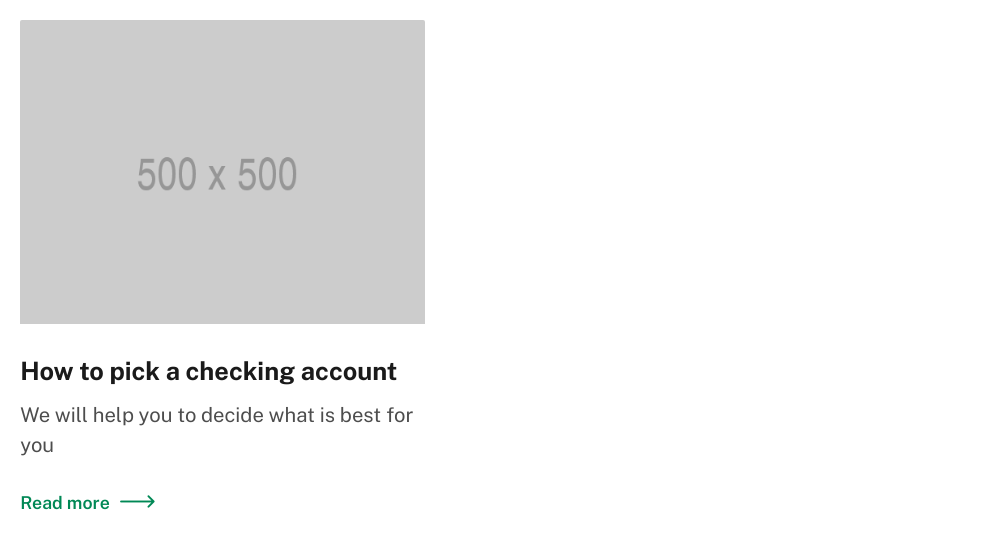 500 x 500
How to pick a checking account
We will help you to decide what is best for
you
Read more